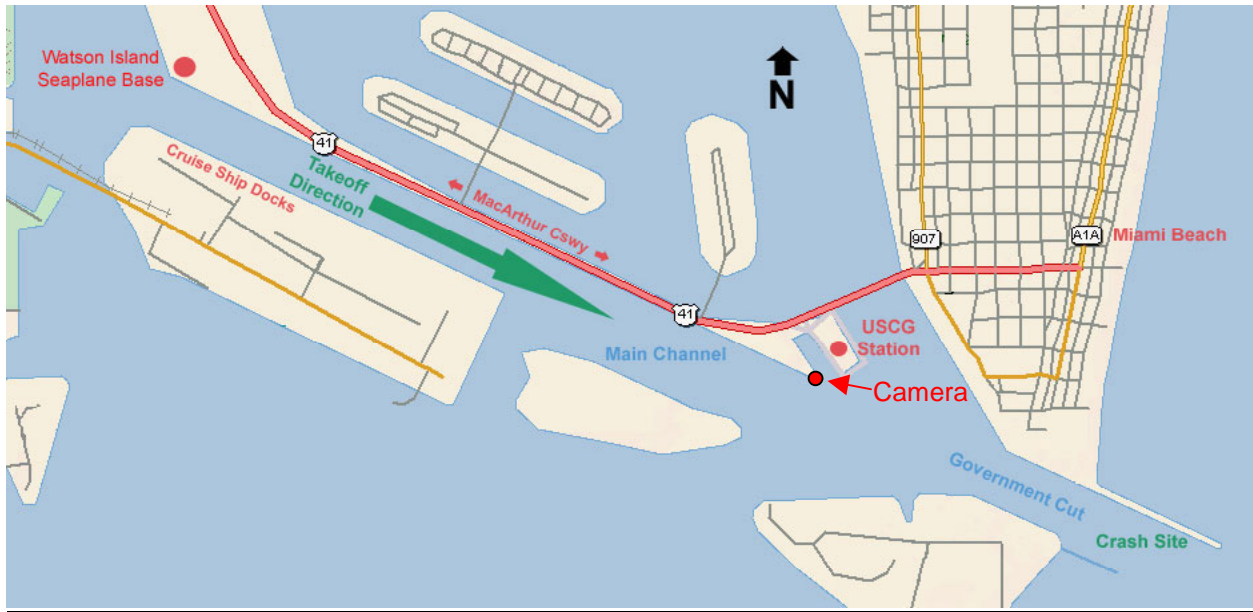 Watson Island
Seaplane Base
N
41
Cruise Ship Docks
Takeoff
Direction
MacArthur Cswy
907
A1A
Miami Beach
41
Main Channel
USCG
Station
Camera
Government Cut
Crash Site